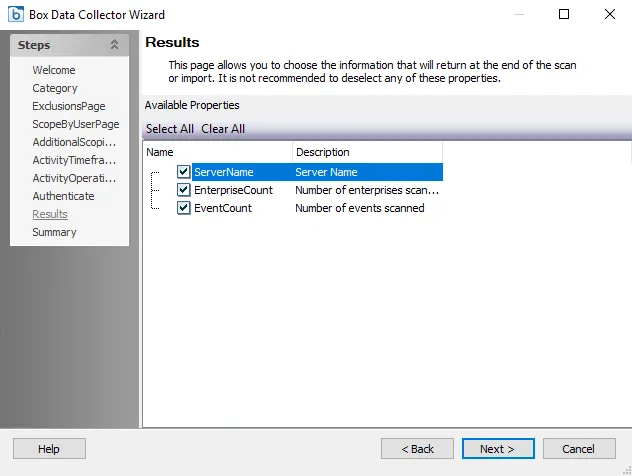 Box Data Collector Wizard
Steps
Welcome
Category
ExclusionsPage
ScopeByUserPage
AdditionalScopi...
ActivityTimefra...
ActivityOperati...
Authenticate
Results
Summary
Results
This page allows you to choose the information that will return at the end of the scan
or import. It is not recommended to deselect any of these properties.
Available Properties
Select All Clear All
Name Description
ServerName Server Name
EnterpriseCount Number of enterprises scan...
EventCount Number of events scanned
Help < Back Next > Cancel